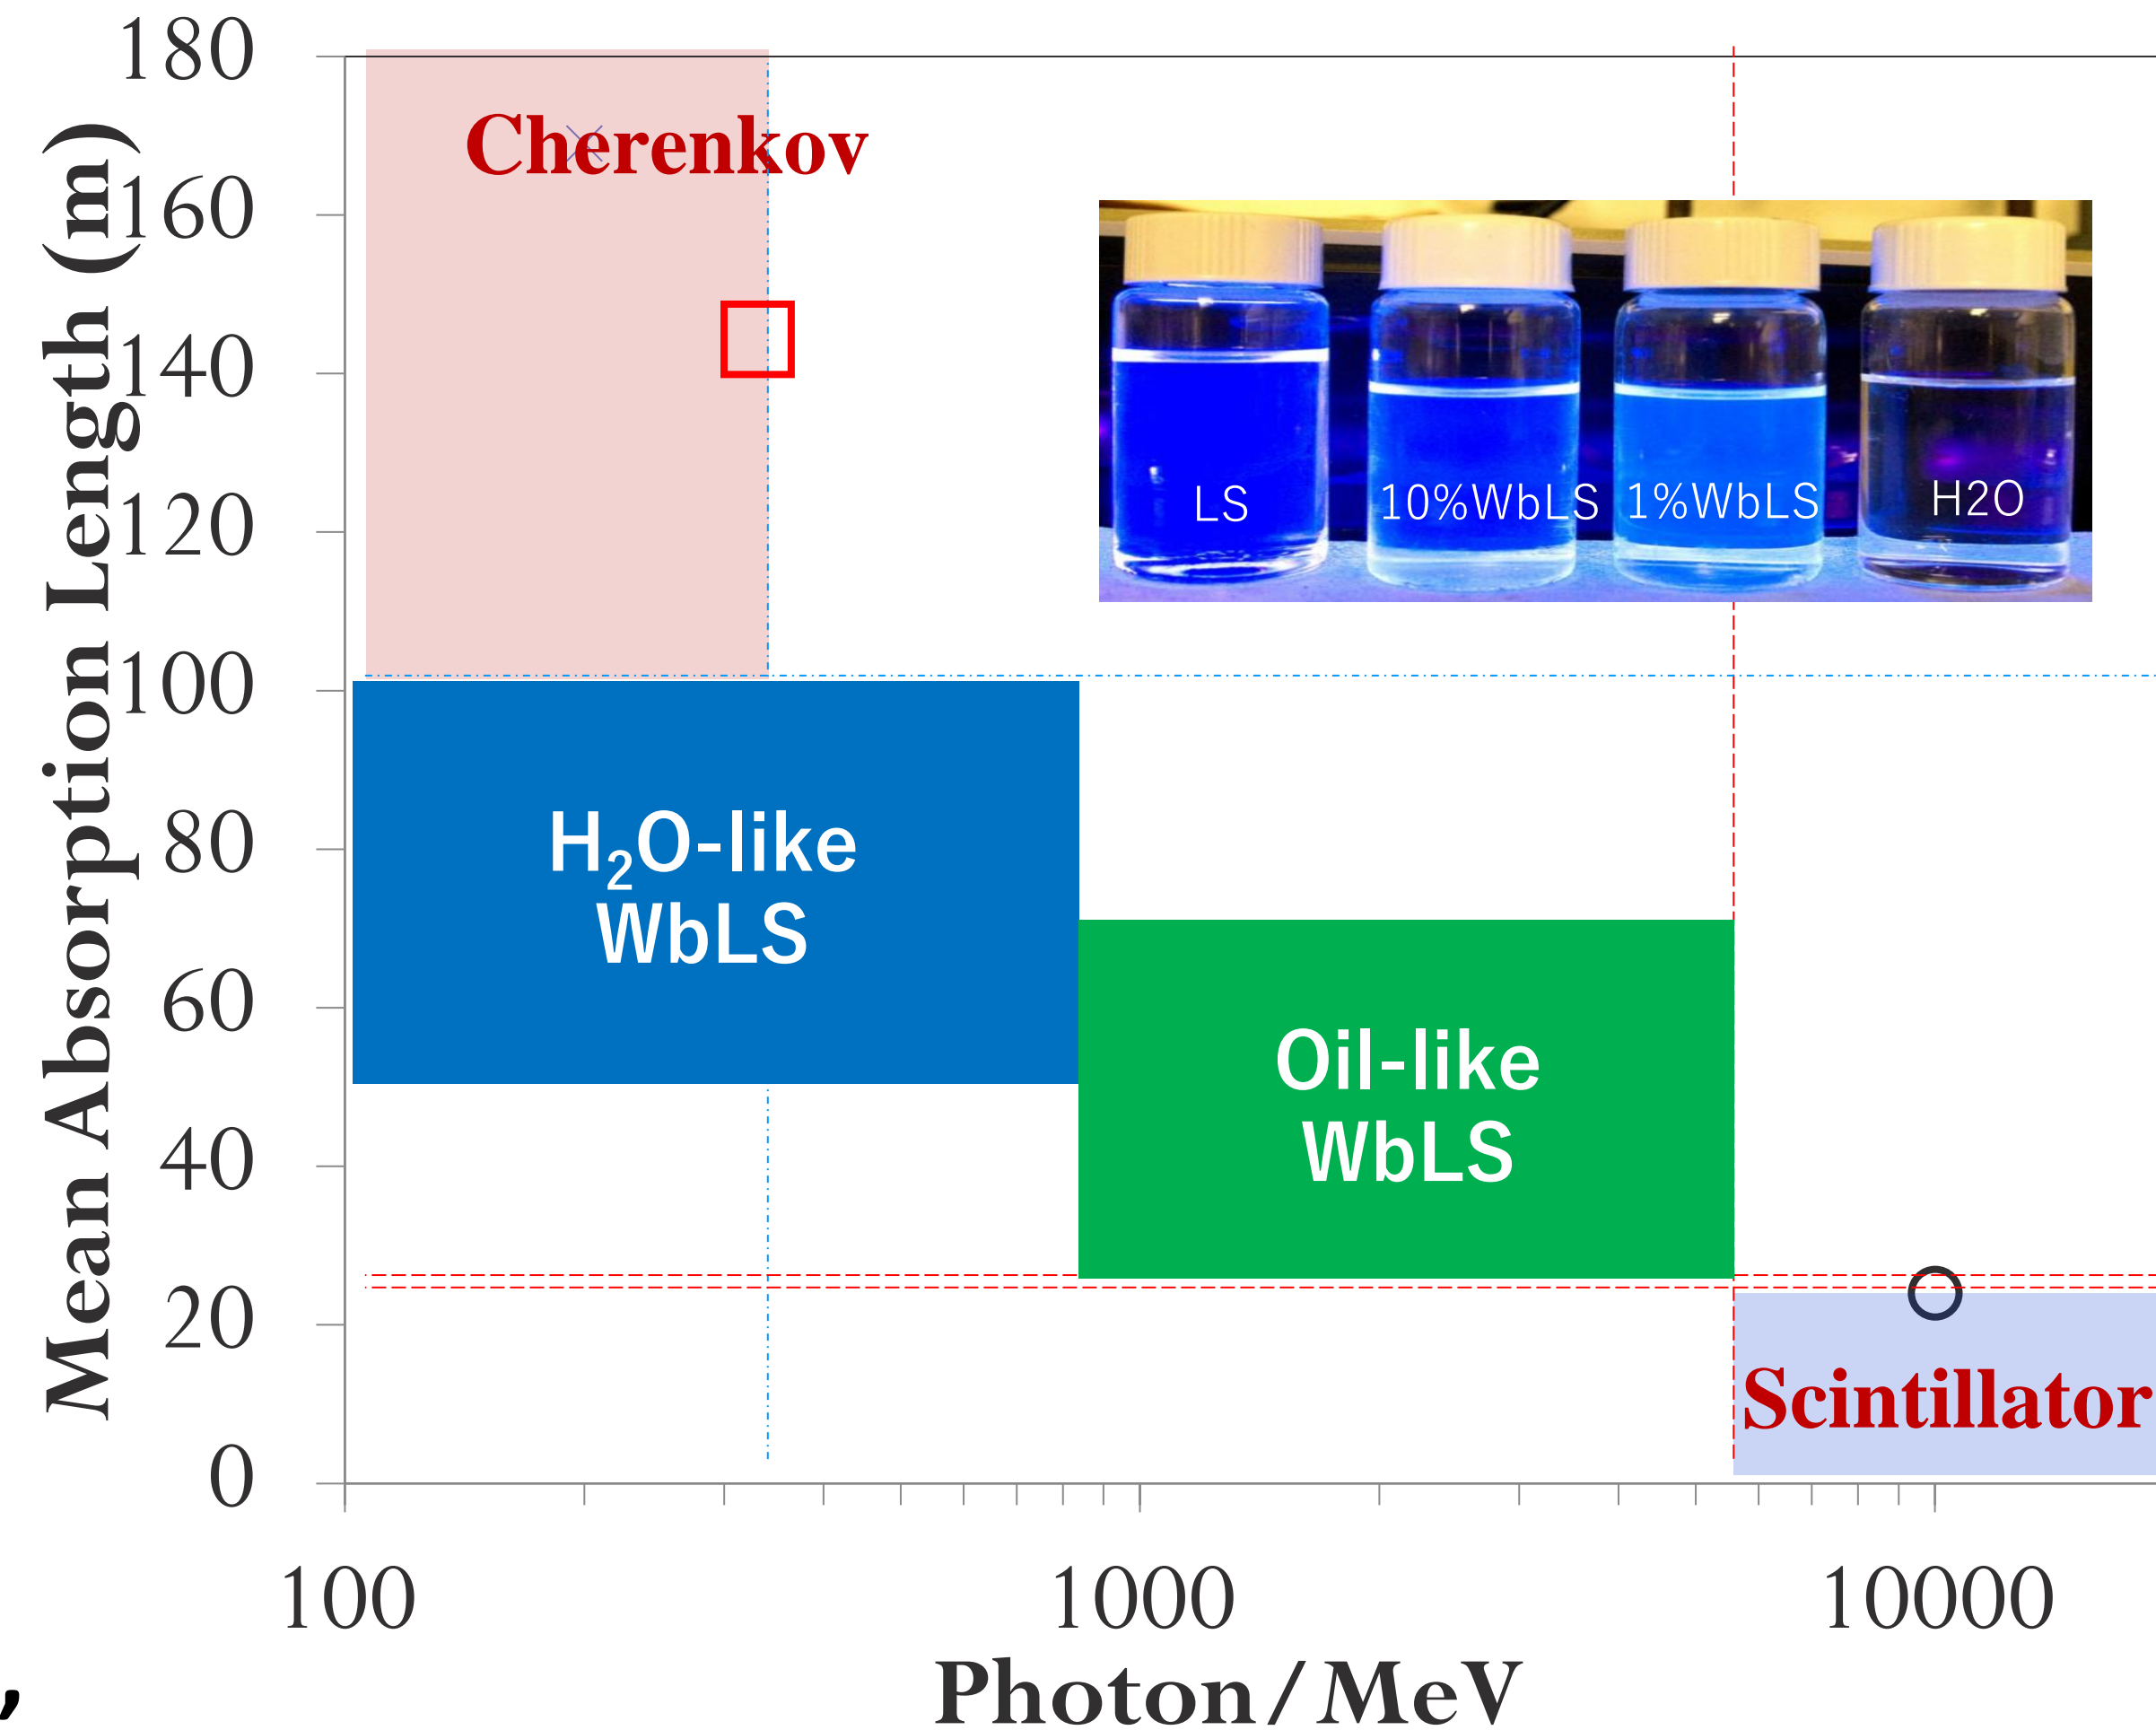 180
160
140
120
100
80
60
40
20
0
Mean Absorption Length (m)
Cherenkov
LS
10%WbLS
1%WbLS
H2O
H₂O-like
WbLS
Oil-like
WbLS
Scintillator
100
1000
10000
Photon/MeV
,